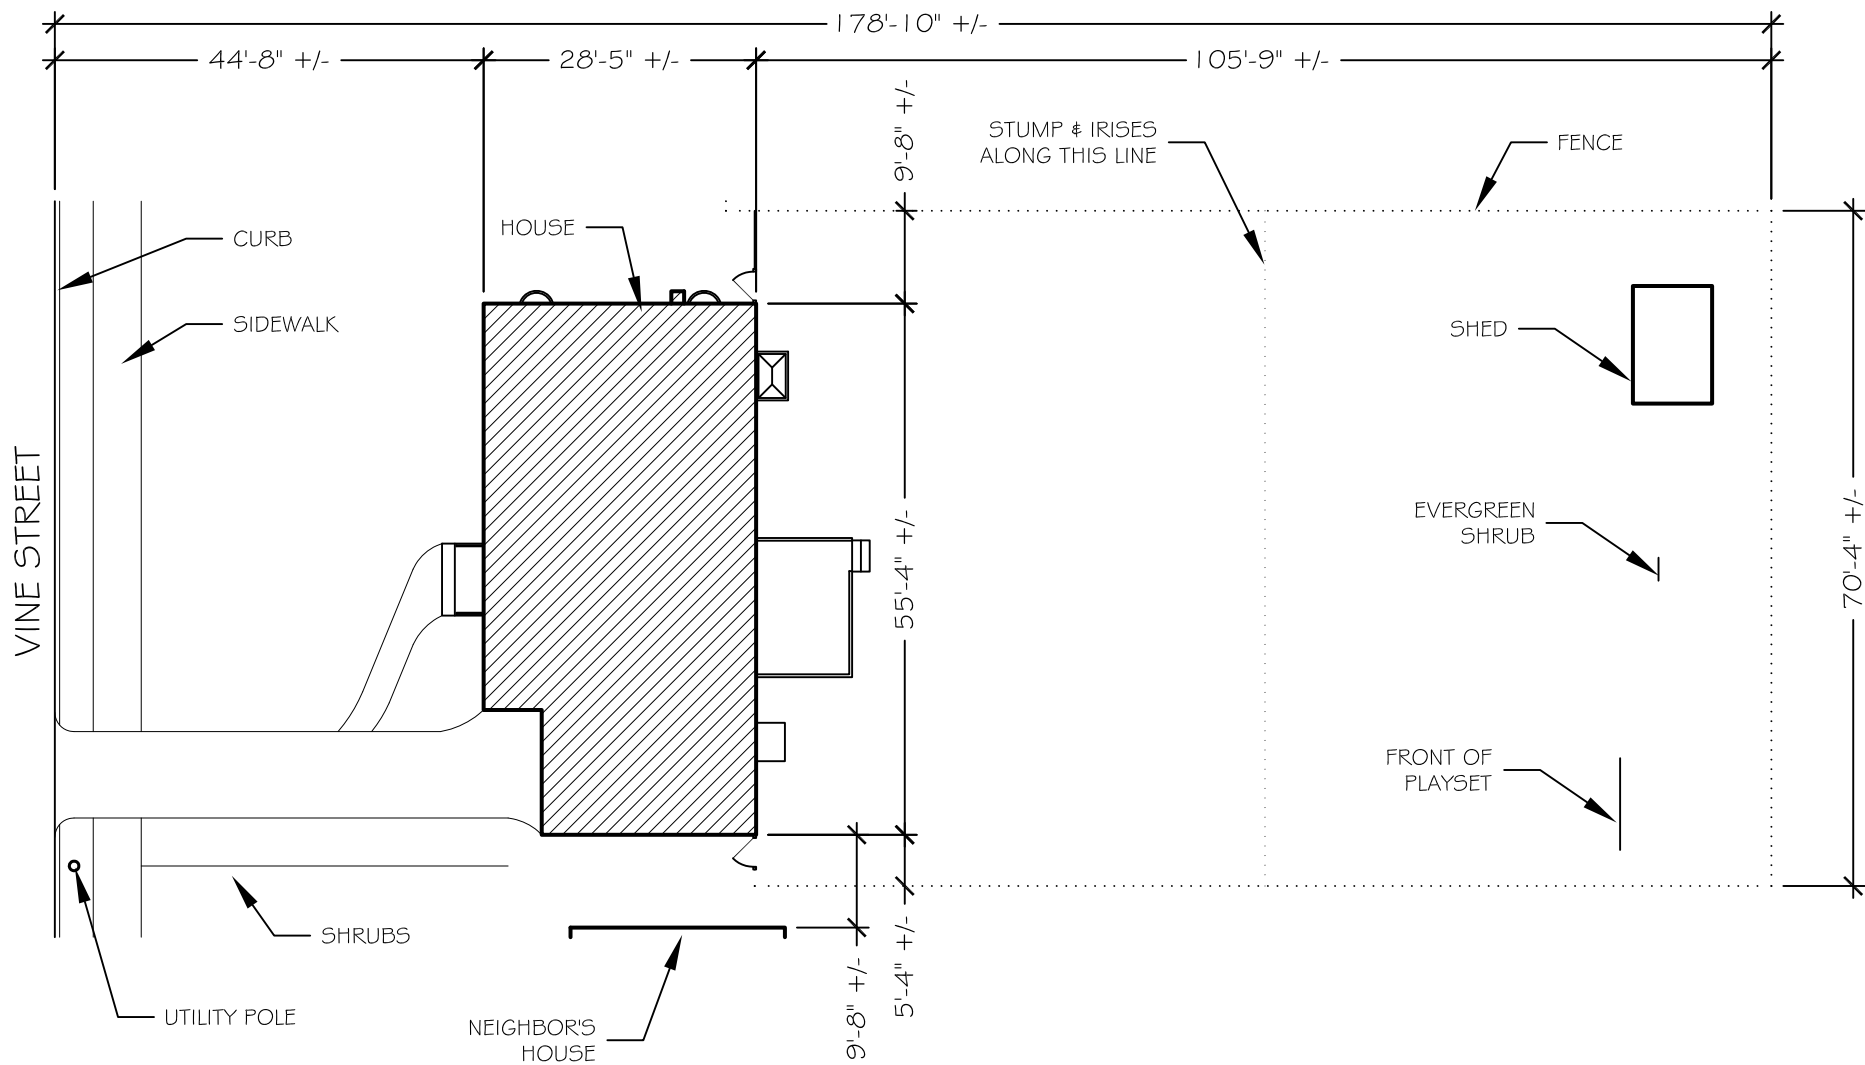 178'-10" +/-
44'-8" +/-
28'-5" +/-
105'-9" +/-
9'-8" +/-
STUMP & IRISES
ALONG THIS LINE
FENCE
HOUSE
CURB
SIDEWALK
SHED
VINE STREET
EVERGREEN
SHRUB
55'-4" +/-
70'-4" +/-
FRONT OF
PLAYSET
SHRUBS
UTILITY POLE
NEIGHBOR'S
HOUSE
9'-8" +/-
5'-4" +/-